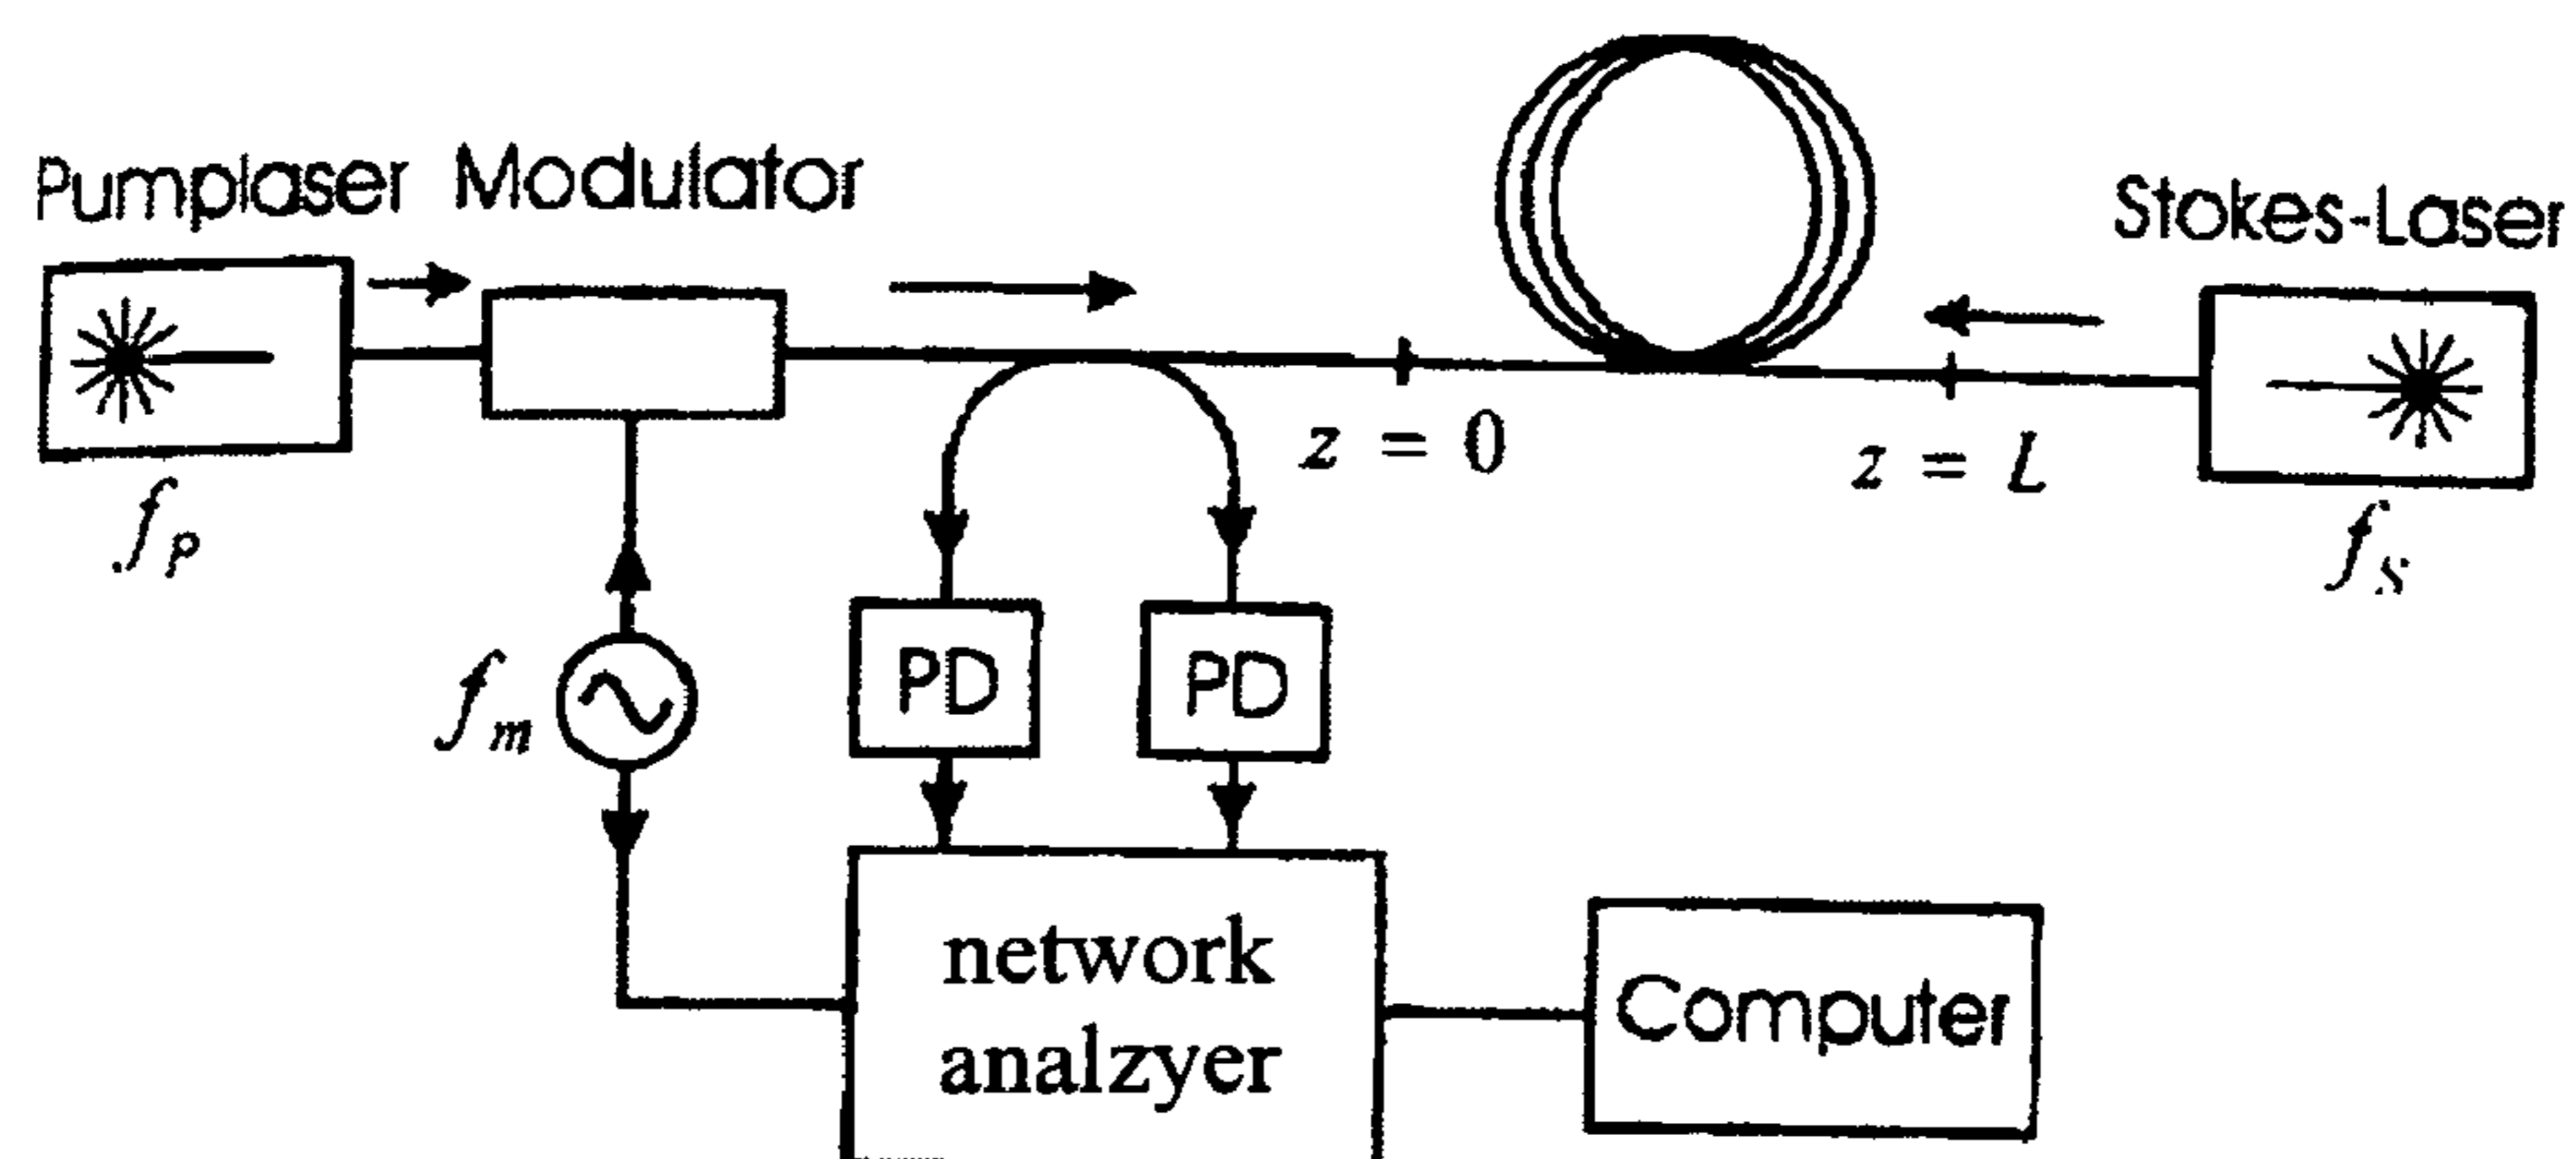 Pumplaser Modulator
Stokes-Laser
z = 0
z = L
f_P
f_S
f_m
PD
PD
network
analzyer
Computer